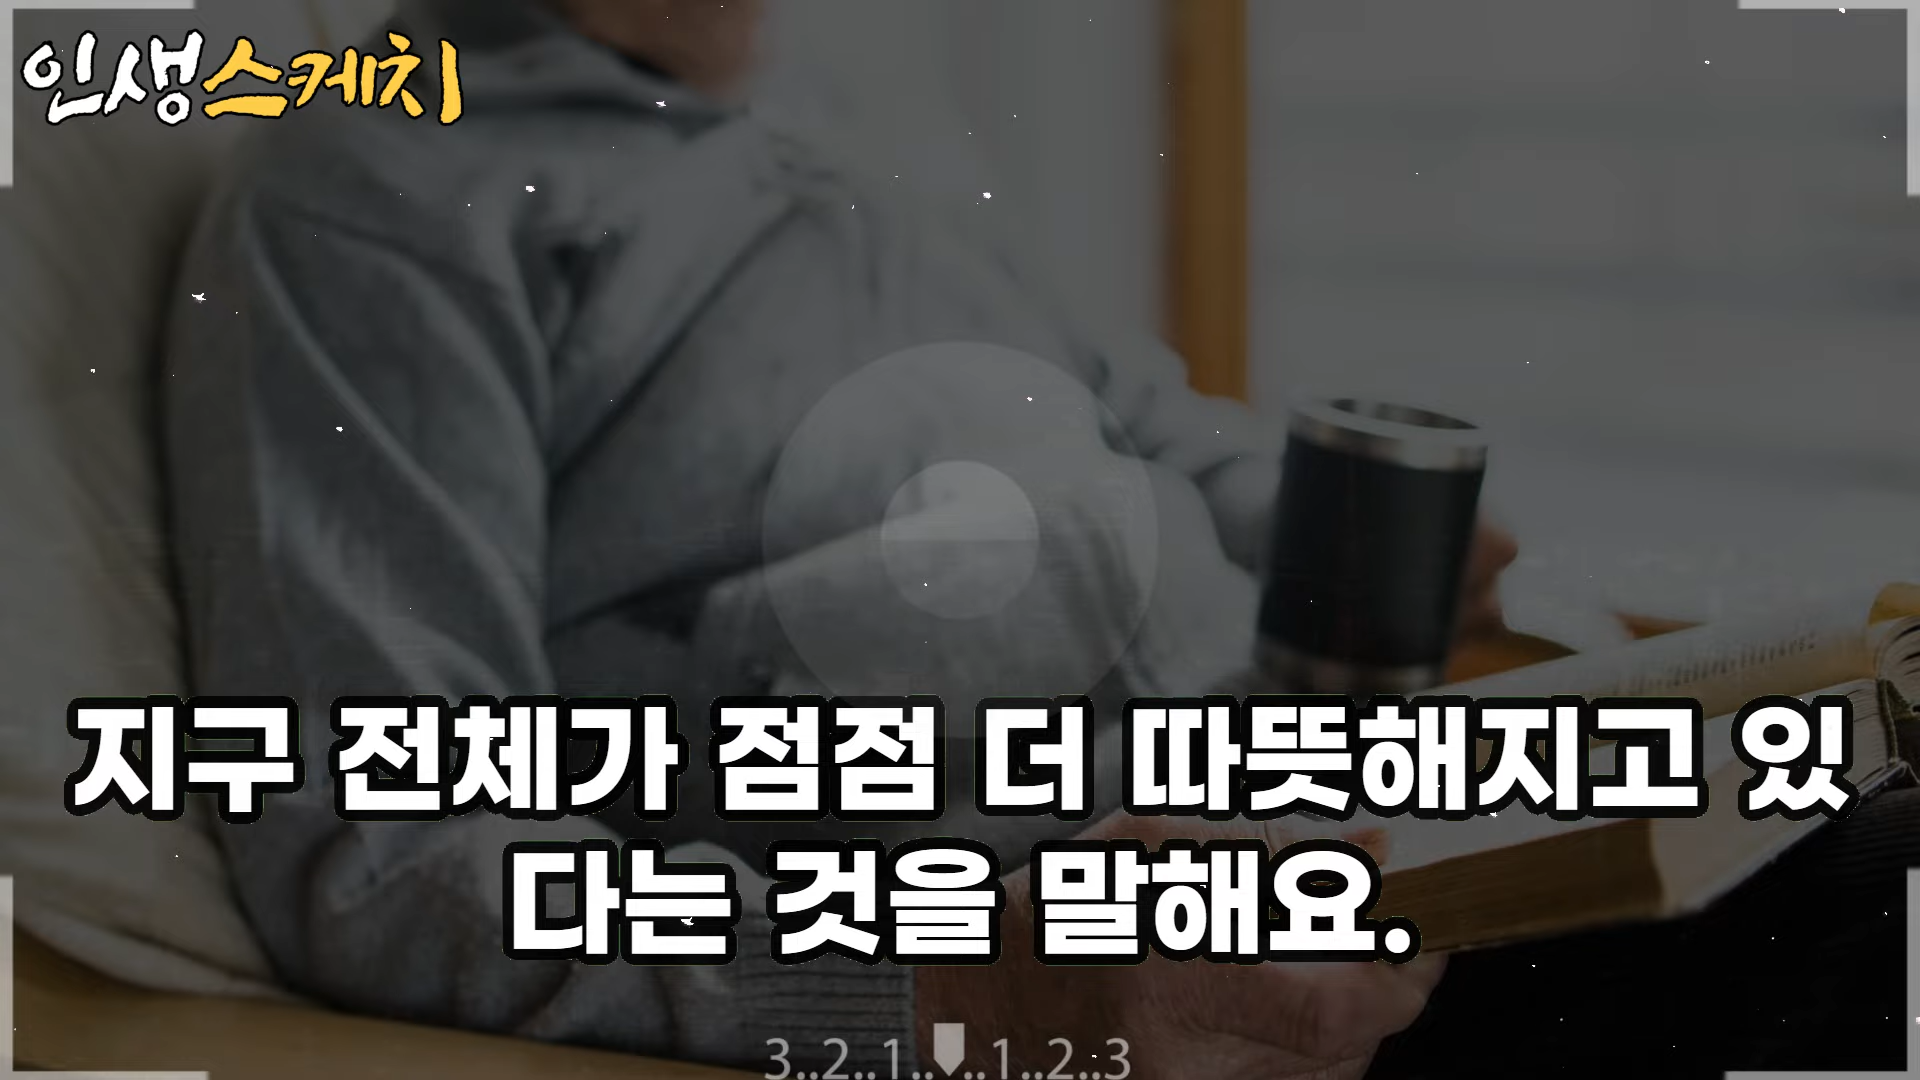 인생스케치
지구 전체가 점점 더 따뜻해지고 있
다는 것을 말해요.
3..2..1.. ..1..2..3